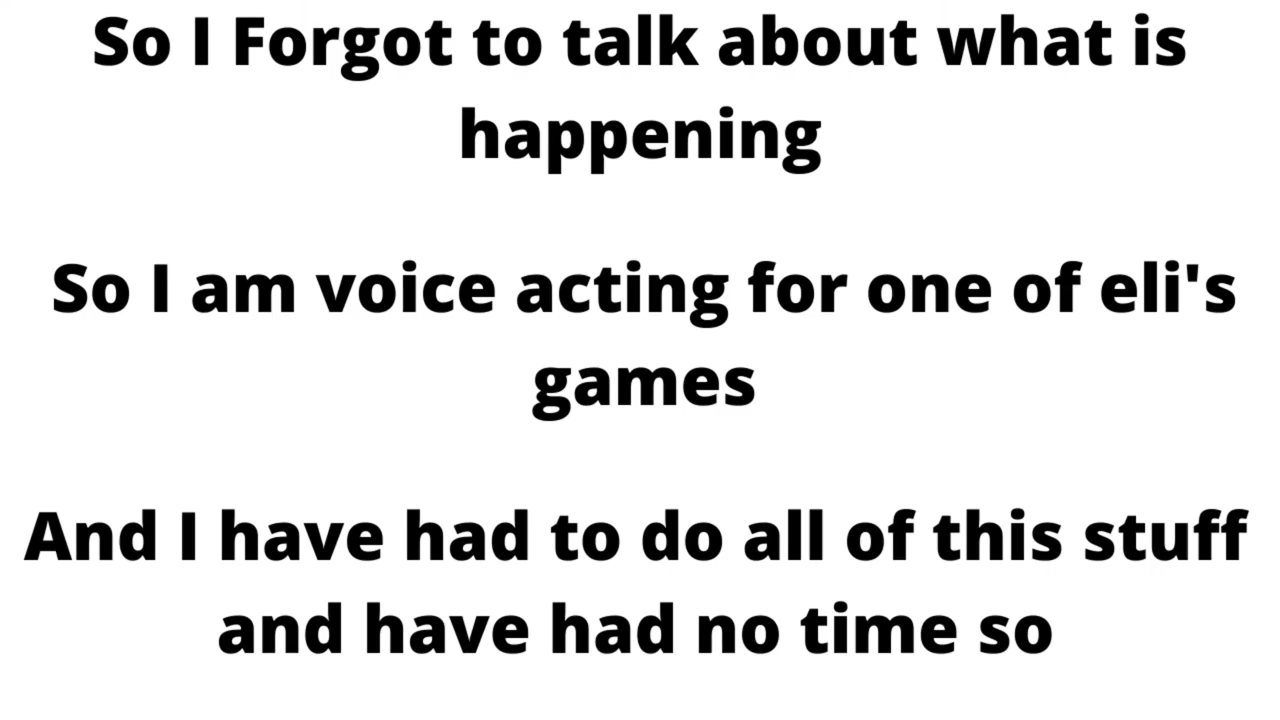 So I Forgot to talk about what is
happening
So I am voice acting for one of eli's
games
And I have had to do all of this stuff
and have had no time so